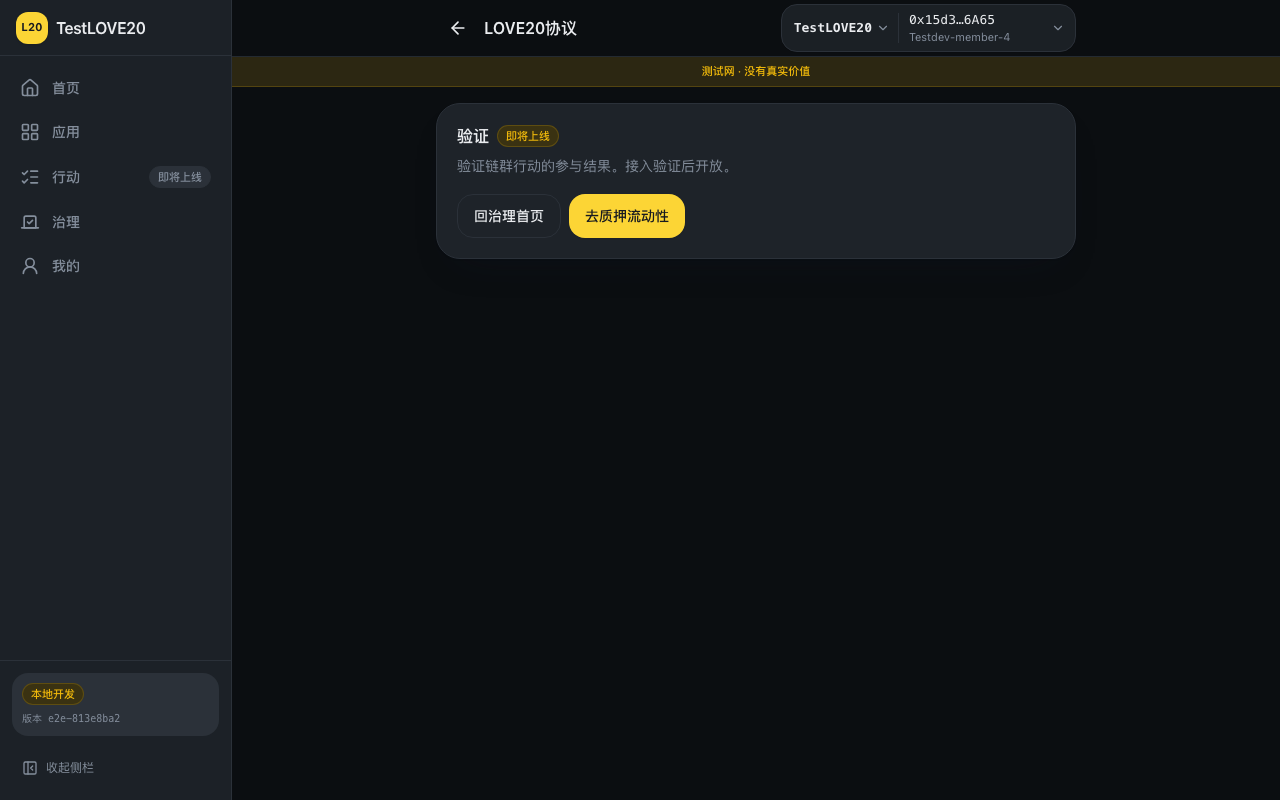 L20 TestLOVE20
首页
应用
行动 即将上线
治理
我的
本地开发
版本 e2e-813e8ba2
收起侧栏
LOVE20协议
TestLOVE20
0x15d3…6A65
Testdev-member-4
测试网 · 没有真实价值
验证 即将上线
验证链群行动的参与结果。接入验证后开放。
回治理首页 去质押流动性